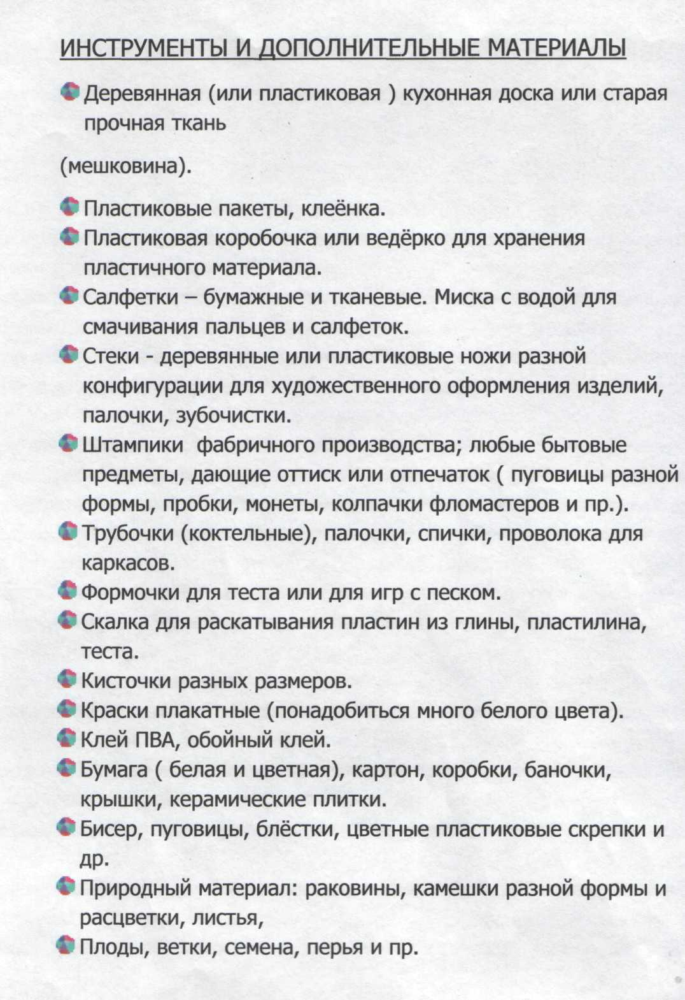 ИНСТРУМЕНТЫ И ДОПОЛНИТЕЛЬНЫЕ МАТЕРИАЛЫ
Деревянная (или пластиковая ) кухонная доска или старая
прочная ткань
(мешковина).
Пластиковые пакеты, клеёнка.
Пластиковая коробочка или ведёрко для хранения
пластичного материала.
Салфетки – бумажные и тканевые. Миска с водой для
смачивания пальцев и салфеток.
Стеки - деревянные или пластиковые ножи разной
конфигурации для художественного оформления изделий,
палочки, зубочистки.
Штампики  фабричного производства; любые бытовые
предметы, дающие оттиск или отпечаток ( пуговицы разной
формы, пробки, монеты, колпачки фломастеров и пр.).
Трубочки (коктельные), палочки, спички, проволока для
каркасов.
Формочки для теста или для игр с песком.
Скалка для раскатывания пластин из глины, пластилина,
теста.
Кисточки разных размеров.
Краски плакатные (понадобиться много белого цвета).
Клей ПВА, обойный клей.
Бумага ( белая и цветная), картон, коробки, баночки,
крышки, керамические плитки.
Бисер, пуговицы, блёстки, цветные пластиковые скрепки и
др.
Природный материал: раковины, камешки разной формы и
расцветки, листья,
Плоды, ветки, семена, перья и пр.